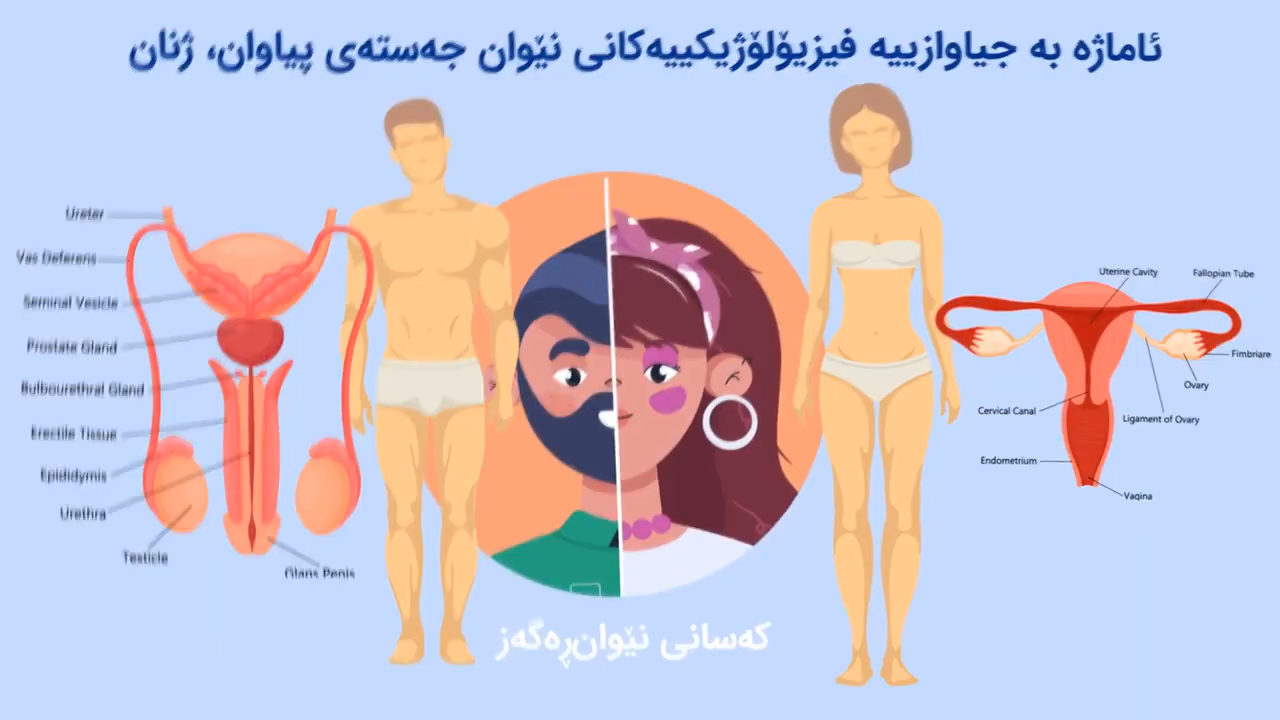 ئاماژە بە جیاوازییە فیزیۆلۆژیکییەکانی نێوان جەستەی پیاوان، ژنان
Ureter
Vas Deferens
Seminal Vesicle
Prostate Gland
Bulbourethral Gland
Erectile Tissue
Epididymis
Urethra
Testicle
Glans Penis
Uterine Cavity
Fallopian Tube
Fimbriare
Ovary
Cervical Canal
Ligament of Ovary
Endometrium
Vagina
کەسانی نێوانڕەگەز